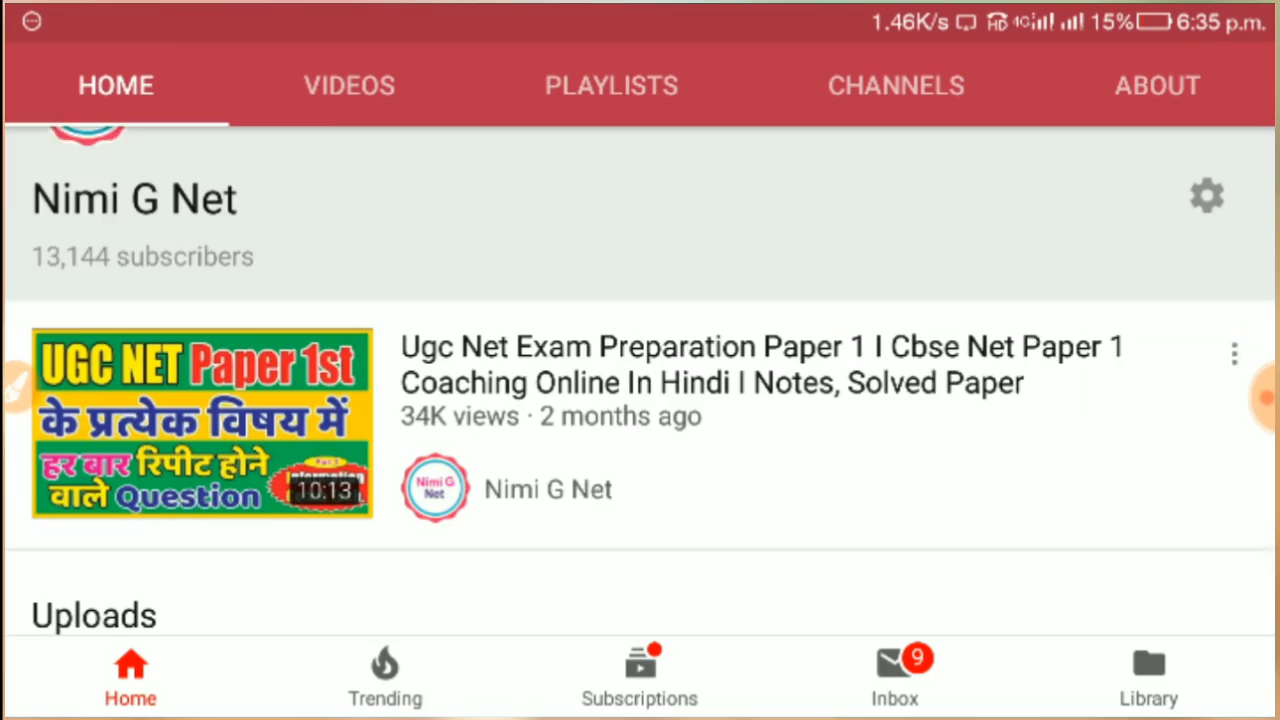 1.46K/s HD 4G 15% 6:35 p.m.
HOME VIDEOS PLAYLISTS CHANNELS ABOUT
Nimi G Net
13,144 subscribers
UGC NET Paper 1st
के प्रत्येक विषय में
हर बार रिपीट होने
वाले Question
Information
10:13
Ugc Net Exam Preparation Paper 1 I Cbse Net Paper 1
Coaching Online In Hindi I Notes, Solved Paper
34K views · 2 months ago
Nimi G
Net
Nimi G Net
Uploads
9
Home Trending Subscriptions Inbox Library